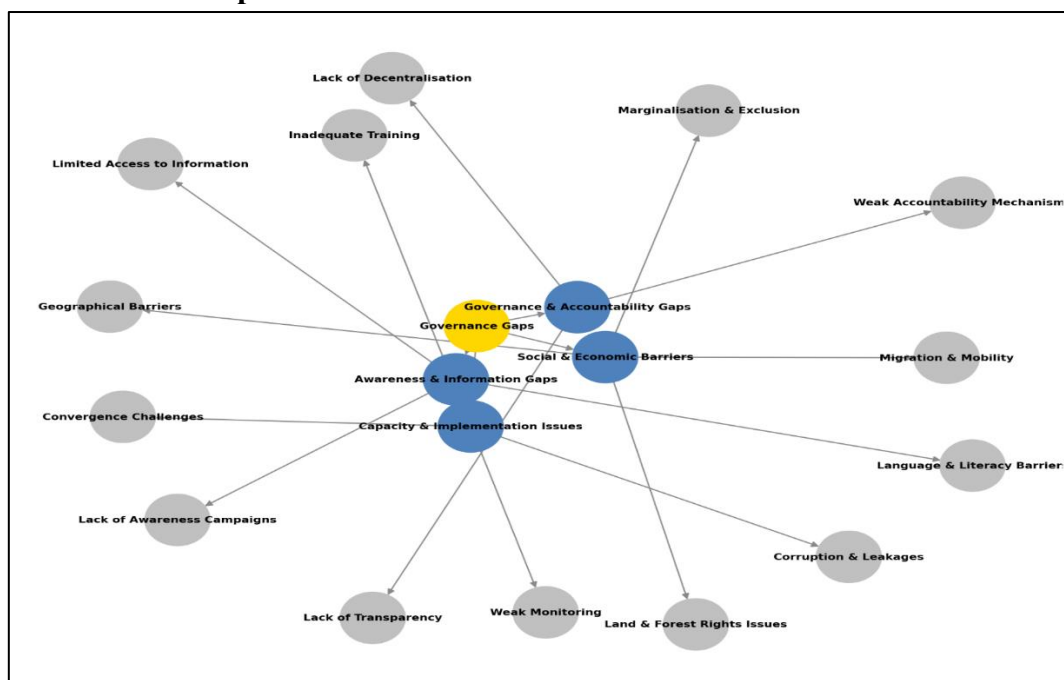 Lack of Decentralisation
Marginalisation & Exclusion
Inadequate Training
Limited Access to Information
Weak Accountability Mechanism
Geographical Barriers
Governance & Accountability Gaps
Governance Gaps
Social & Economic Barriers
Migration & Mobility
Awareness & Information Gaps
Convergence Challenges
Capacity & Implementation Issues
Language & Literacy Barriers
Lack of Awareness Campaigns
Corruption & Leakages
Lack of Transparency
Weak Monitoring
Land & Forest Rights Issues